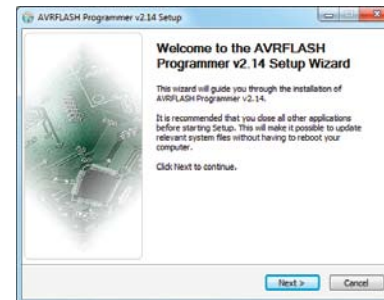 AVRFLASH Programmer v2.14 Setup
Welcome to the AVRFLASH
Programmer v2.14 Setup Wizard
This wizard will guide you through the installation of
AVRFLASH Programmer v2.14.
It is recommended that you close all other applications
before starting Setup. This will make it possible to update
relevant system files without having to reboot your
computer.
Click Next to continue.
Next >
Cancel